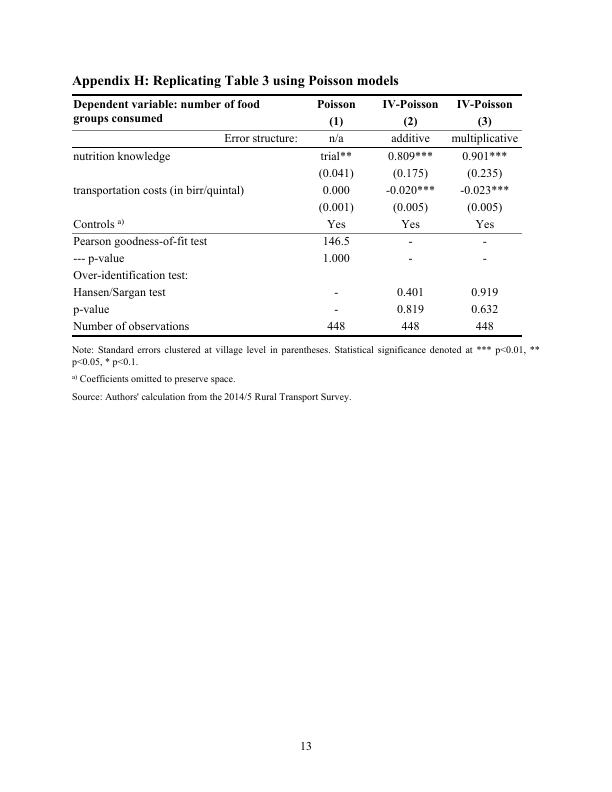 Appendix H: Replicating Table 3 using Poisson models
Dependent variable: number of food groups consumed Poisson IV-Poisson IV-Poisson
(1) (2) (3)
Error structure: n/a additive multiplicative
nutrition knowledge trial** 0.809*** 0.901***
(0.041) (0.175) (0.235)
transportation costs (in birr/quintal) 0.000 -0.020*** -0.023***
(0.001) (0.005) (0.005)
Controls a) Yes Yes Yes
Pearson goodness-of-fit test 146.5 - -
--- p-value 1.000 - -
Over-identification test:
Hansen/Sargan test - 0.401 0.919
p-value - 0.819 0.632
Number of observations 448 448 448
Note: Standard errors clustered at village level in parentheses. Statistical significance denoted at *** p<0.01, **
p<0.05, * p<0.1.
a) Coefficients omitted to preserve space.
Source: Authors' calculation from the 2014/5 Rural Transport Survey.
13